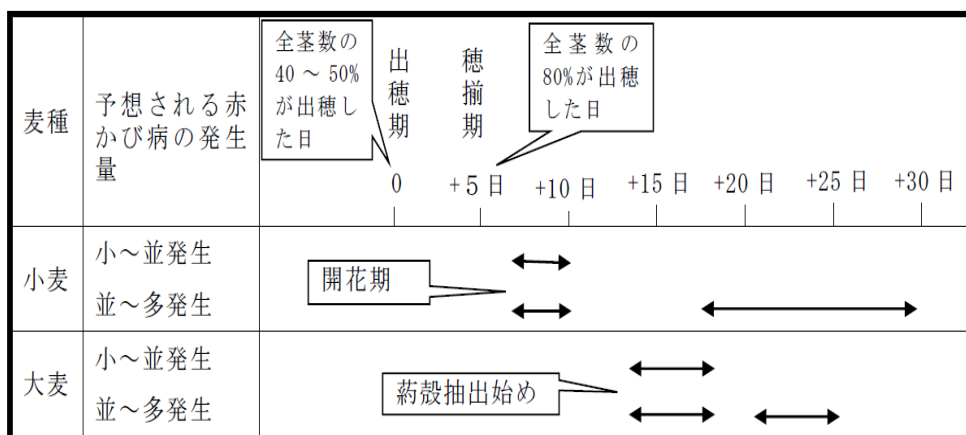 麦種
予想される赤
かび病の発生
量
全茎数の
40～50%
が出穂し
た日
出穂期
穂揃期
全茎数の
80%が出穂
した日
0
+5日
+10日
+15日
+20日
+25日
+30日
小麦
小～並発生
並～多発生
開花期
大麦
小～並発生
並～多発生
葯殻抽出始め